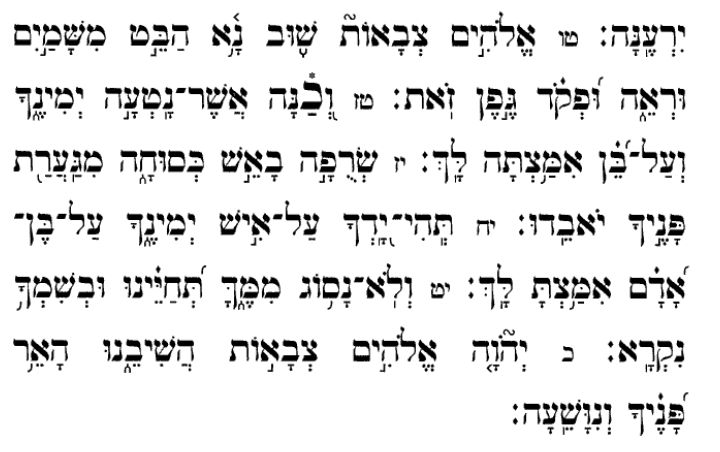 יִרְעֶֽנָּה׃ טו אֱלֹהִ֣ים צְבָאוֹת֮ שֽׁוּב נָ֥א הַבֵּ֣ט מִשָּׁמַ֣יִם
וּרְאֵ֑ה וּ֝פְקֹ֗ד גֶּ֣פֶן זֹֽאת׃ טז וְ֭כַנָּה אֲשֶׁר־נָטְעָ֣ה יְמִינֶ֑ךָ
וְעַל־בֵּ֗֝ן אִמַּ֥צְתָּה לָּֽךְ׃ יז שְׂרֻפָ֣ה בָאֵ֣שׁ כְּסוּחָ֑ה מִגַּעֲרַ֖ת
פָּנֶ֣יךָ יֹאבֵֽדוּ׃ יח תְּֽהִי־יָ֭דְךָ עַל־אִ֣ישׁ יְמִינֶ֑ךָ עַל־בֶּן־
אָ֝דָ֗ם אִמַּ֥צְתָּ לָּֽךְ׃ יט וְלֹא־נָס֥וֹג מִמֶּ֑ךָּ תְּ֝חַיֵּ֗נוּ וּבְשִׁמְךָ֥
נִקְרָֽא׃ כ יְה֘וָ֤ה אֱלֹהִ֣ים צְבָא֣וֹת הֲשִׁיבֵ֑נוּ הָאֵ֥ר
פָּ֝נֶ֗יךָ וְנִוָּשֵֽׁעָה׃